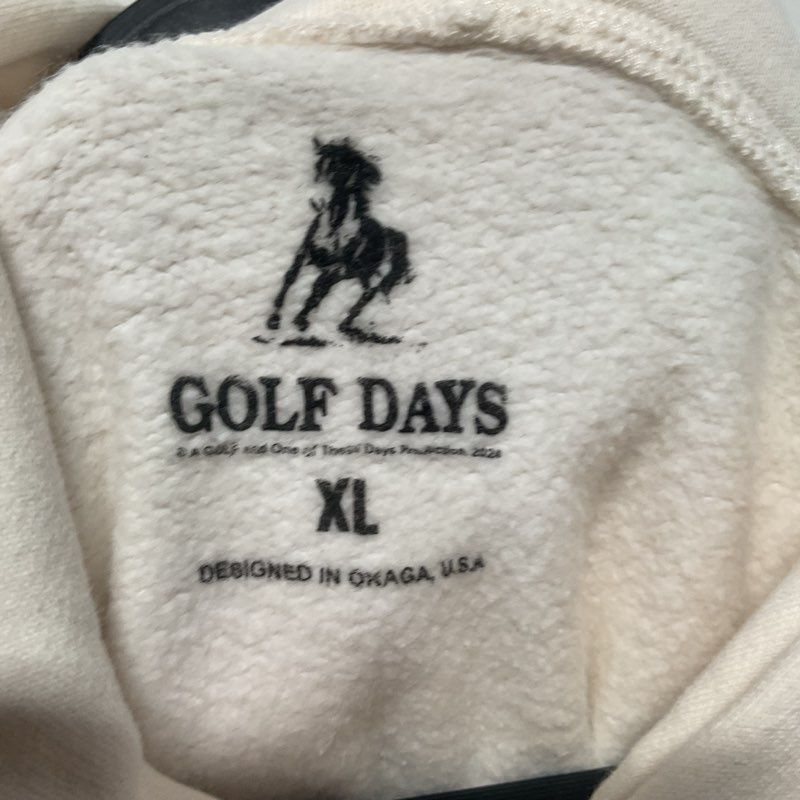 GOLF DAYS
© A GOLF and One of These Days Production, 2024
XL
DESIGNED IN OKAGA, U.S.A